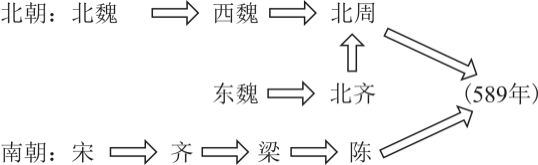 北朝：北魏 西魏 北周
东魏 北齐 (589年)
南朝：宋 齐 梁 陈